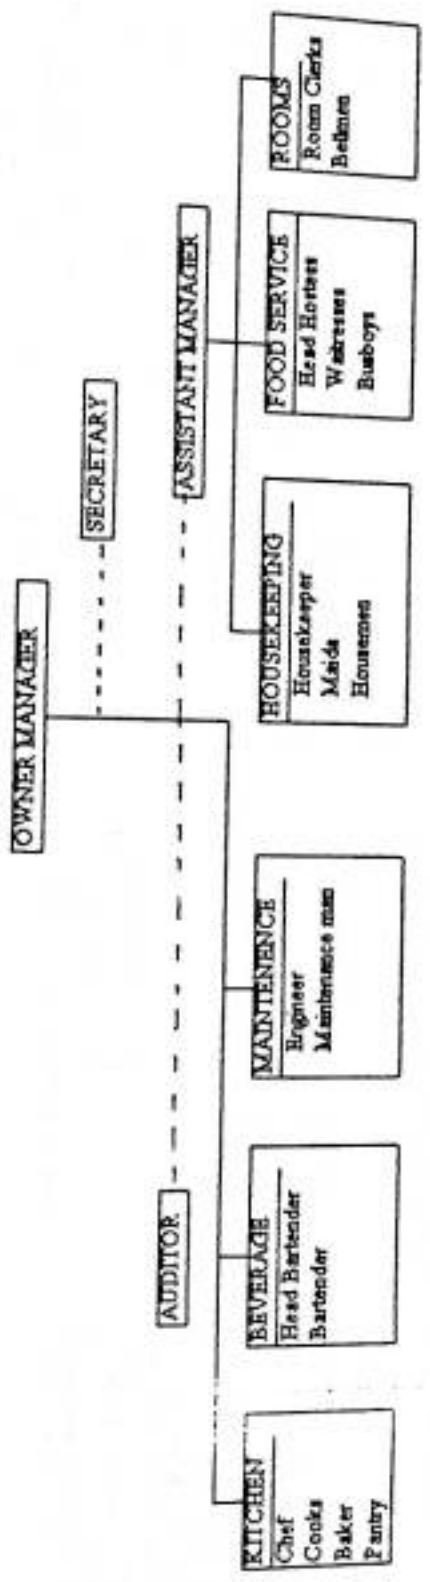 OWNER MANAGER
SECRETARY
AUDITOR
ASSISTANT MANAGER
KITCHEN
Chef
Cooks
Baker
Pantry
BEVERAGE
Head Bartender
Bartender
MAINTENENCE
Engineer
Maintenance man
HOUSEKEEPING
Housekeeper
Maids
Housemen
FOOD SERVICE
Head Hostess
Waitresses
Busboys
ROOMS
Room Clerks
Bellmen